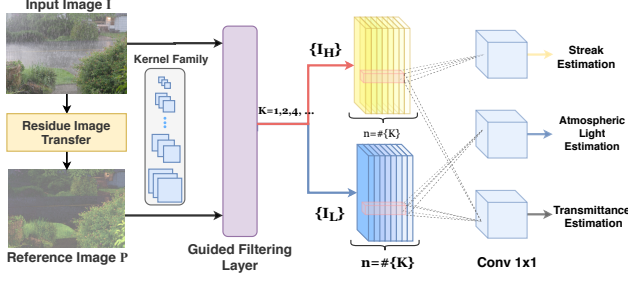 Input Image I
Residue Image
Transfer
Reference Image P
Kernel Family
Guided Filtering
Layer
K=1,2,4, ...
{I_H}
{I_L}
n=#{K}
n=#{K}
Conv 1x1
Streak
Estimation
Atmospheric
Light
Estimation
Transmittance
Estimation